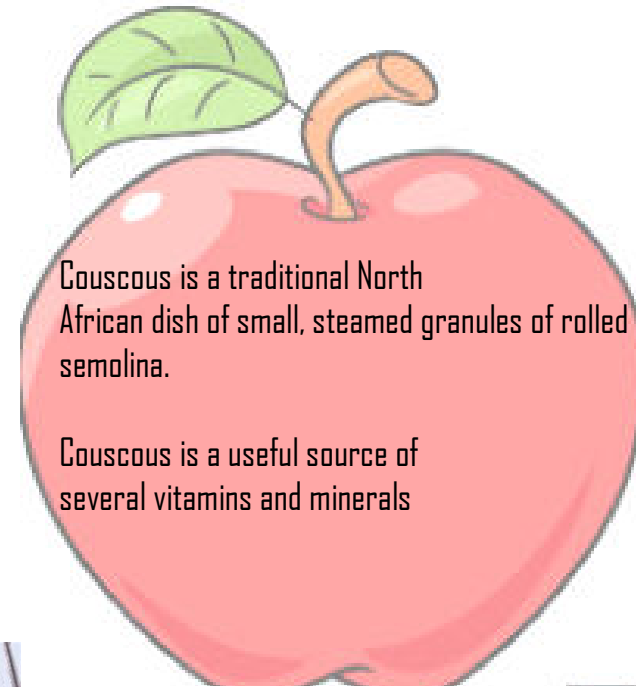 Couscous is a traditional North
African dish of small, steamed granules of rolled
semolina.
Couscous is a useful source of
several vitamins and minerals